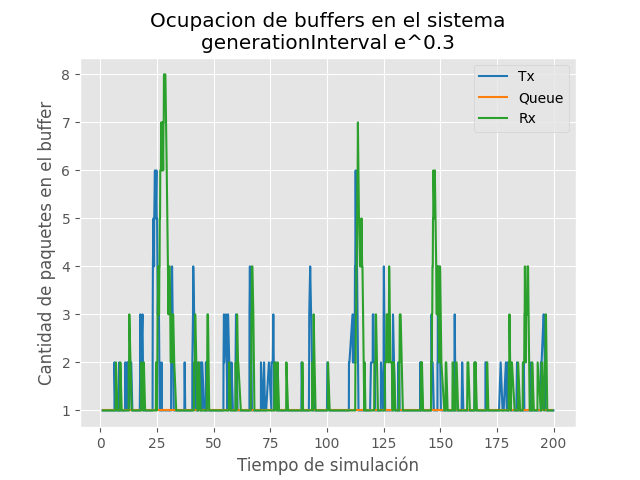 Ocupacion de buffers en el sistema
generationInterval e^0.3
Cantidad de paquetes en el buffer
8
7
6
5
4
3
2
1
Tx
Queue
Rx
0 25 50 75 100 125 150 175 200
Tiempo de simulación